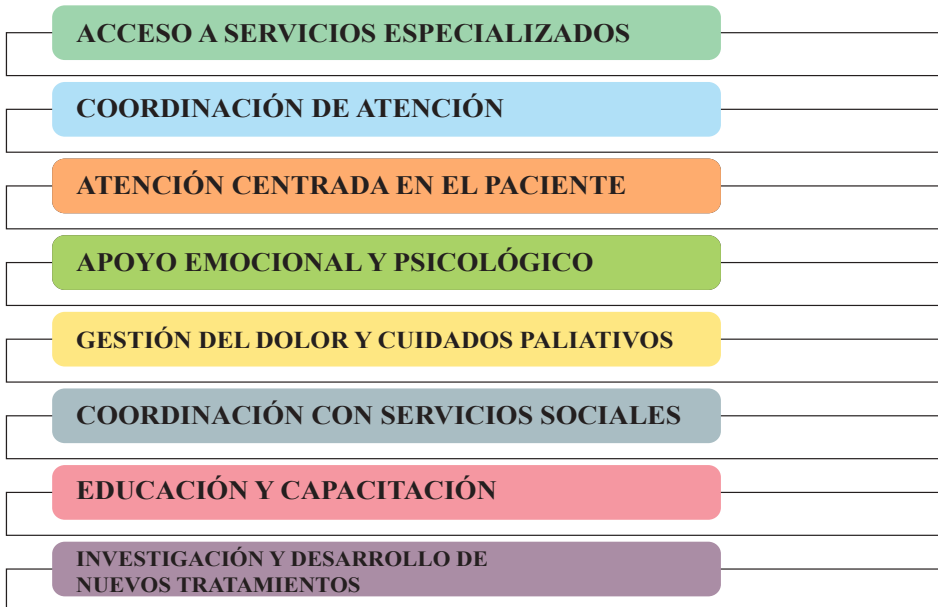 ACCESO A SERVICIOS ESPECIALIZADOS
COORDINACIÓN DE ATENCIÓN
ATENCIÓN CENTRADA EN EL PACIENTE
APOYO EMOCIONAL Y PSICOLÓGICO
GESTIÓN DEL DOLOR Y CUIDADOS PALIATIVOS
COORDINACIÓN CON SERVICIOS SOCIALES
EDUCACIÓN Y CAPACITACIÓN
INVESTIGACIÓN Y DESARROLLO DE
NUEVOS TRATAMIENTOS